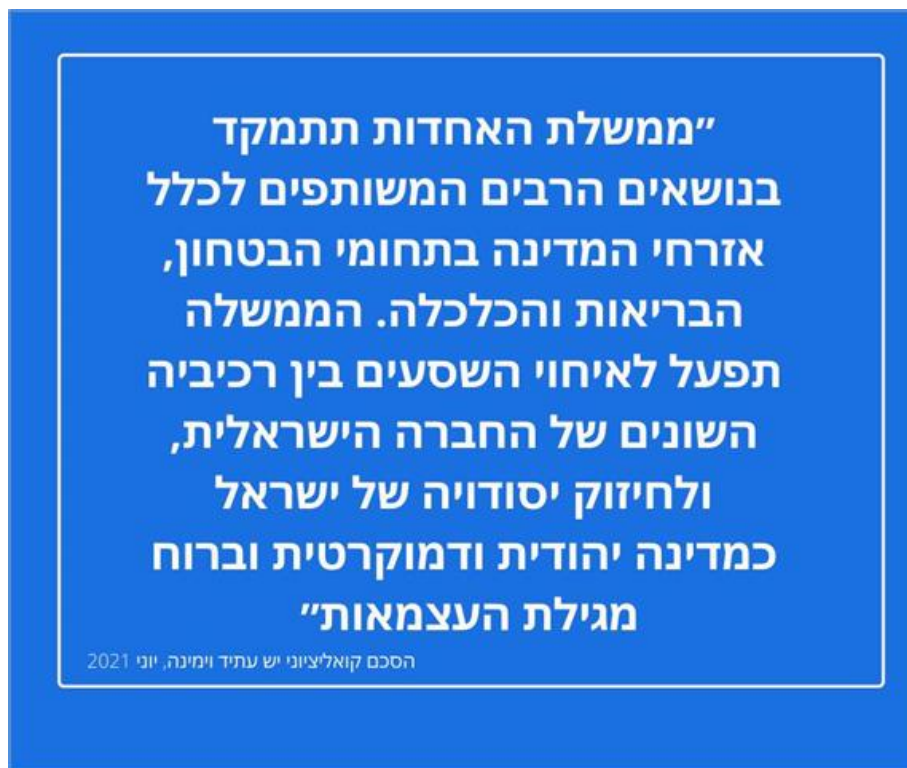 ״ממשלת האחדות תתמקד
בנושאים הרבים המשותפים לכלל
אזרחי המדינה בתחומי הבטחון,
הבריאות והכלכלה. הממשלה
תפעל לאיחוי השסעים בין רכיביה
השונים של החברה הישראלית,
ולחיזוק יסודויה של ישראל
כמדינה יהודית ודמוקרטית וברוח
מגילת העצמאות״
הסכם קואליציוני יש עתיד וימינה, יוני 2021